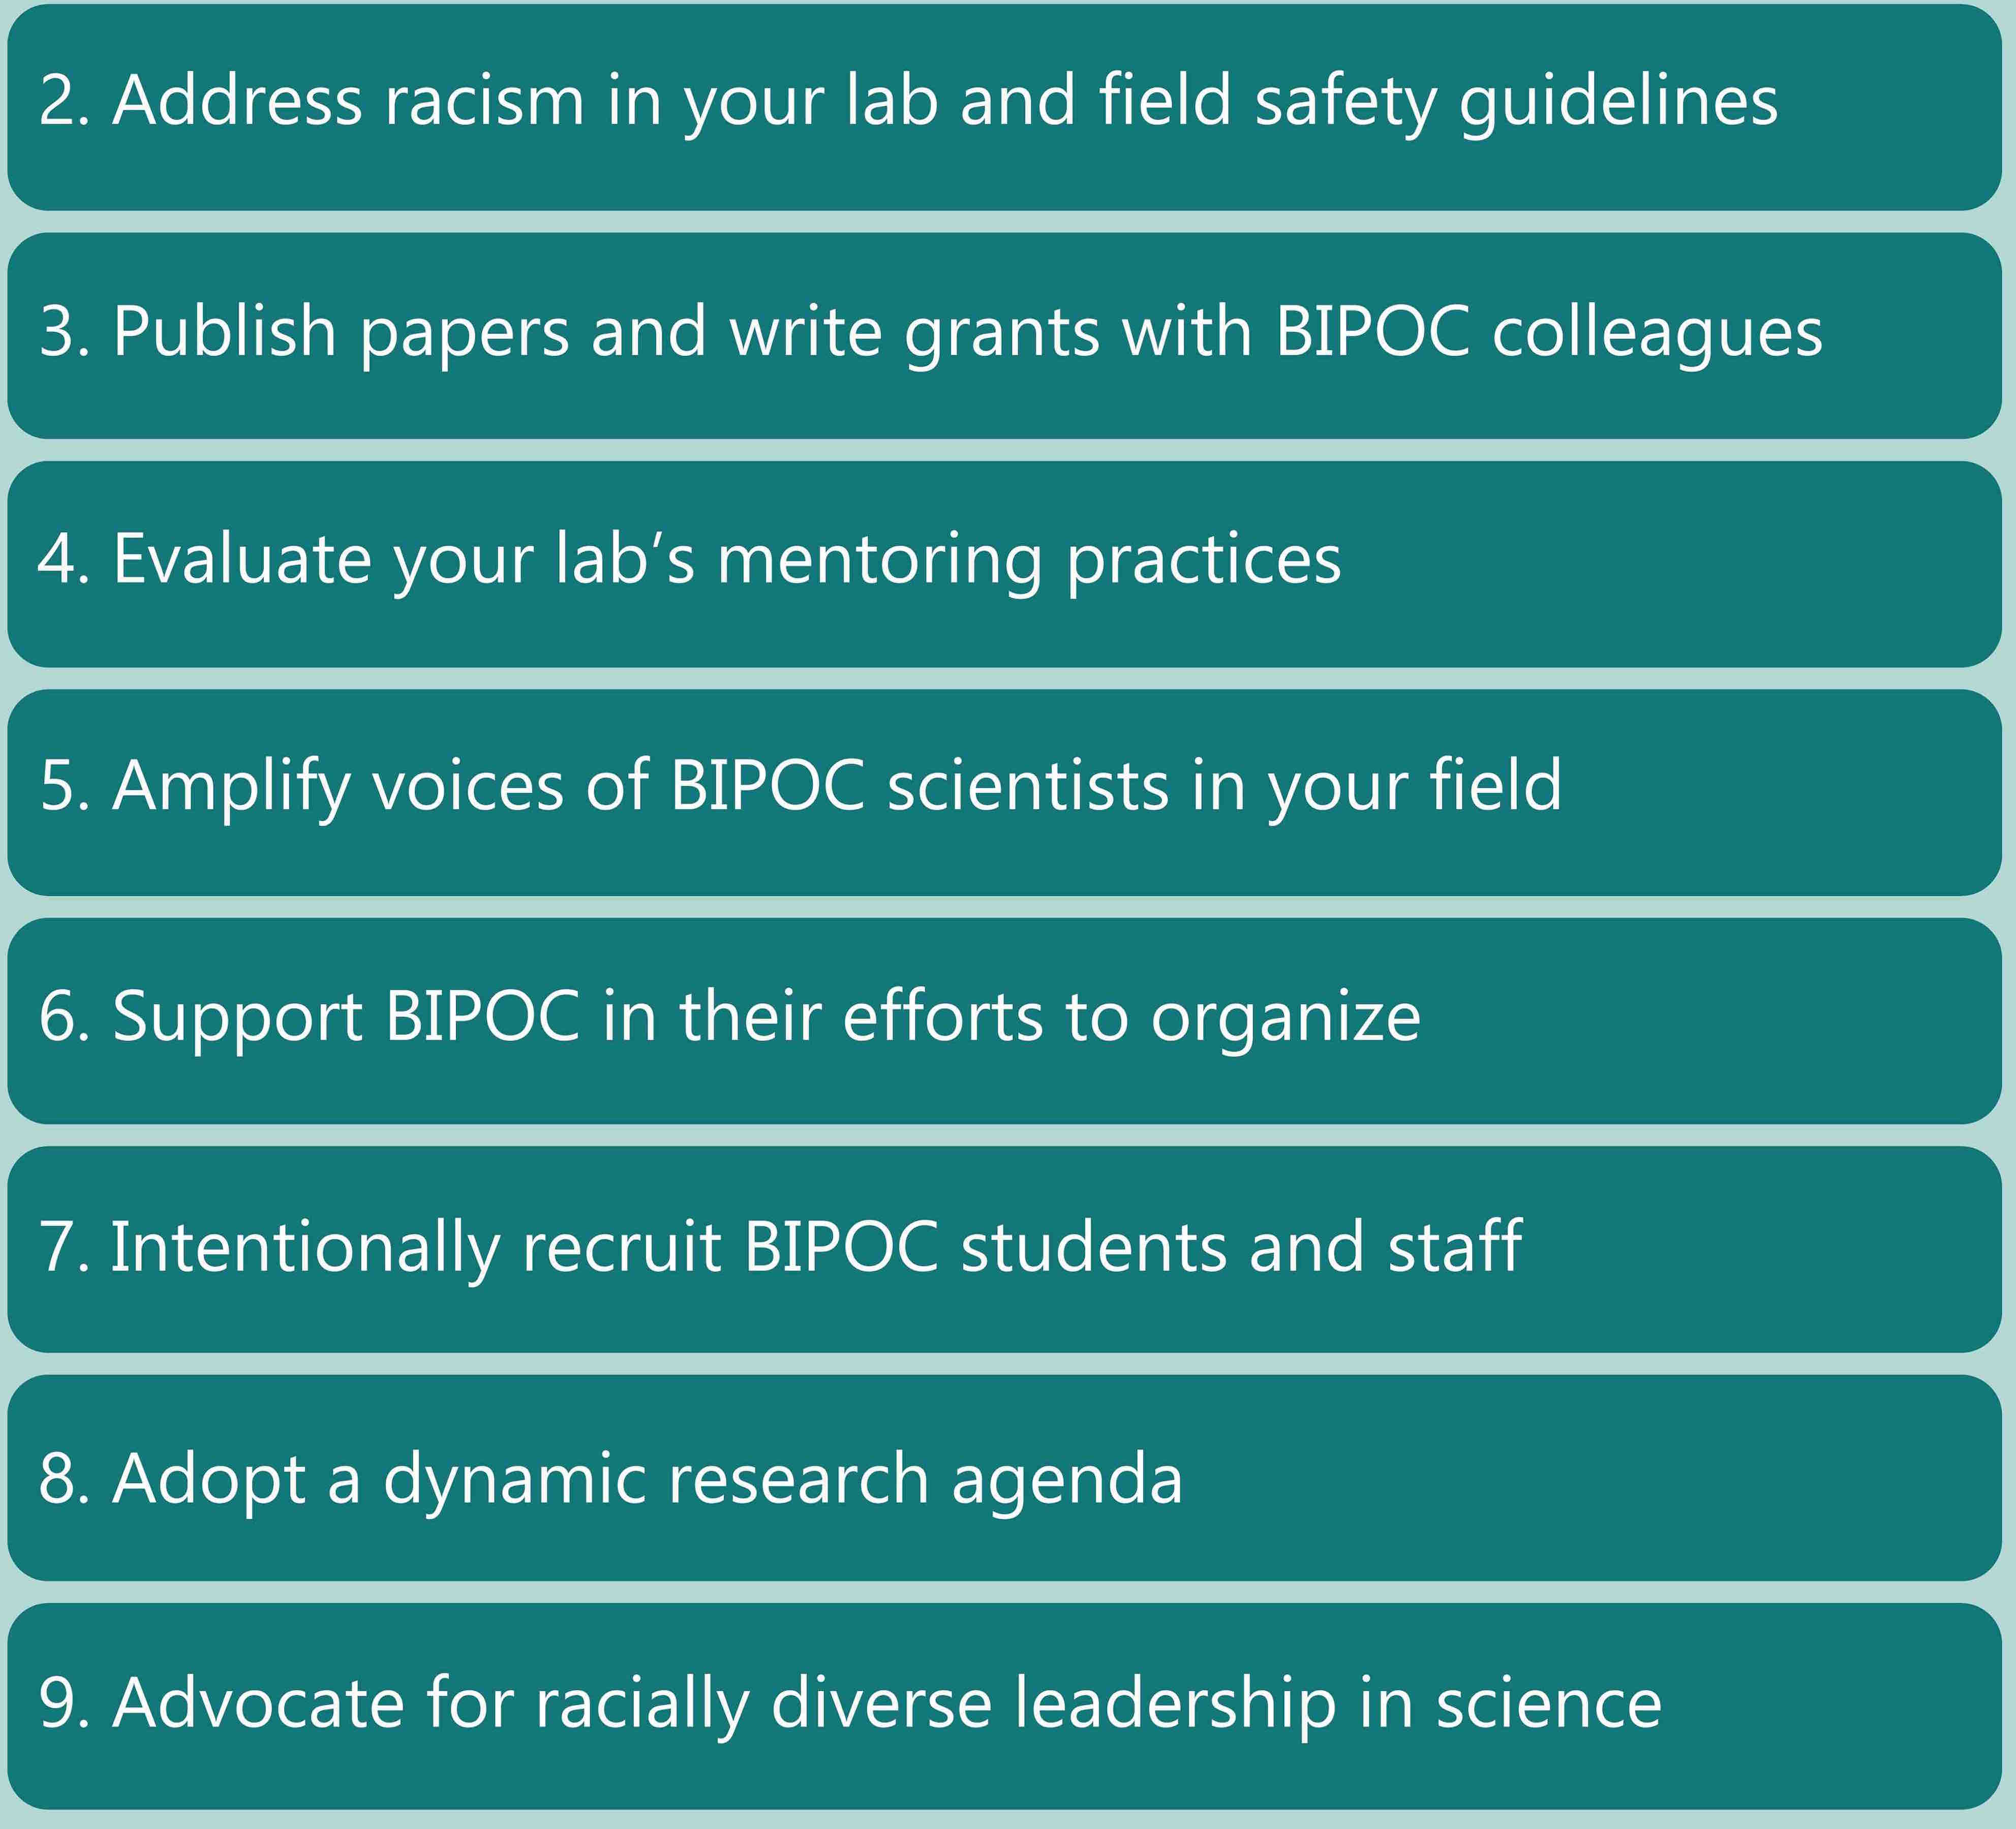 2. Address racism in your lab and field safety guidelines
3. Publish papers and write grants with BIPOC colleagues
4. Evaluate your lab‘s mentoring practices
5. Amplify voices of BIPOC scientists in your field
6. Support BIPOC in their efforts to organize
7. Intentionally recruit BIPOC students and staff
8. Adopt a dynamic research agenda
9. Advocate for racially diverse leadership in science